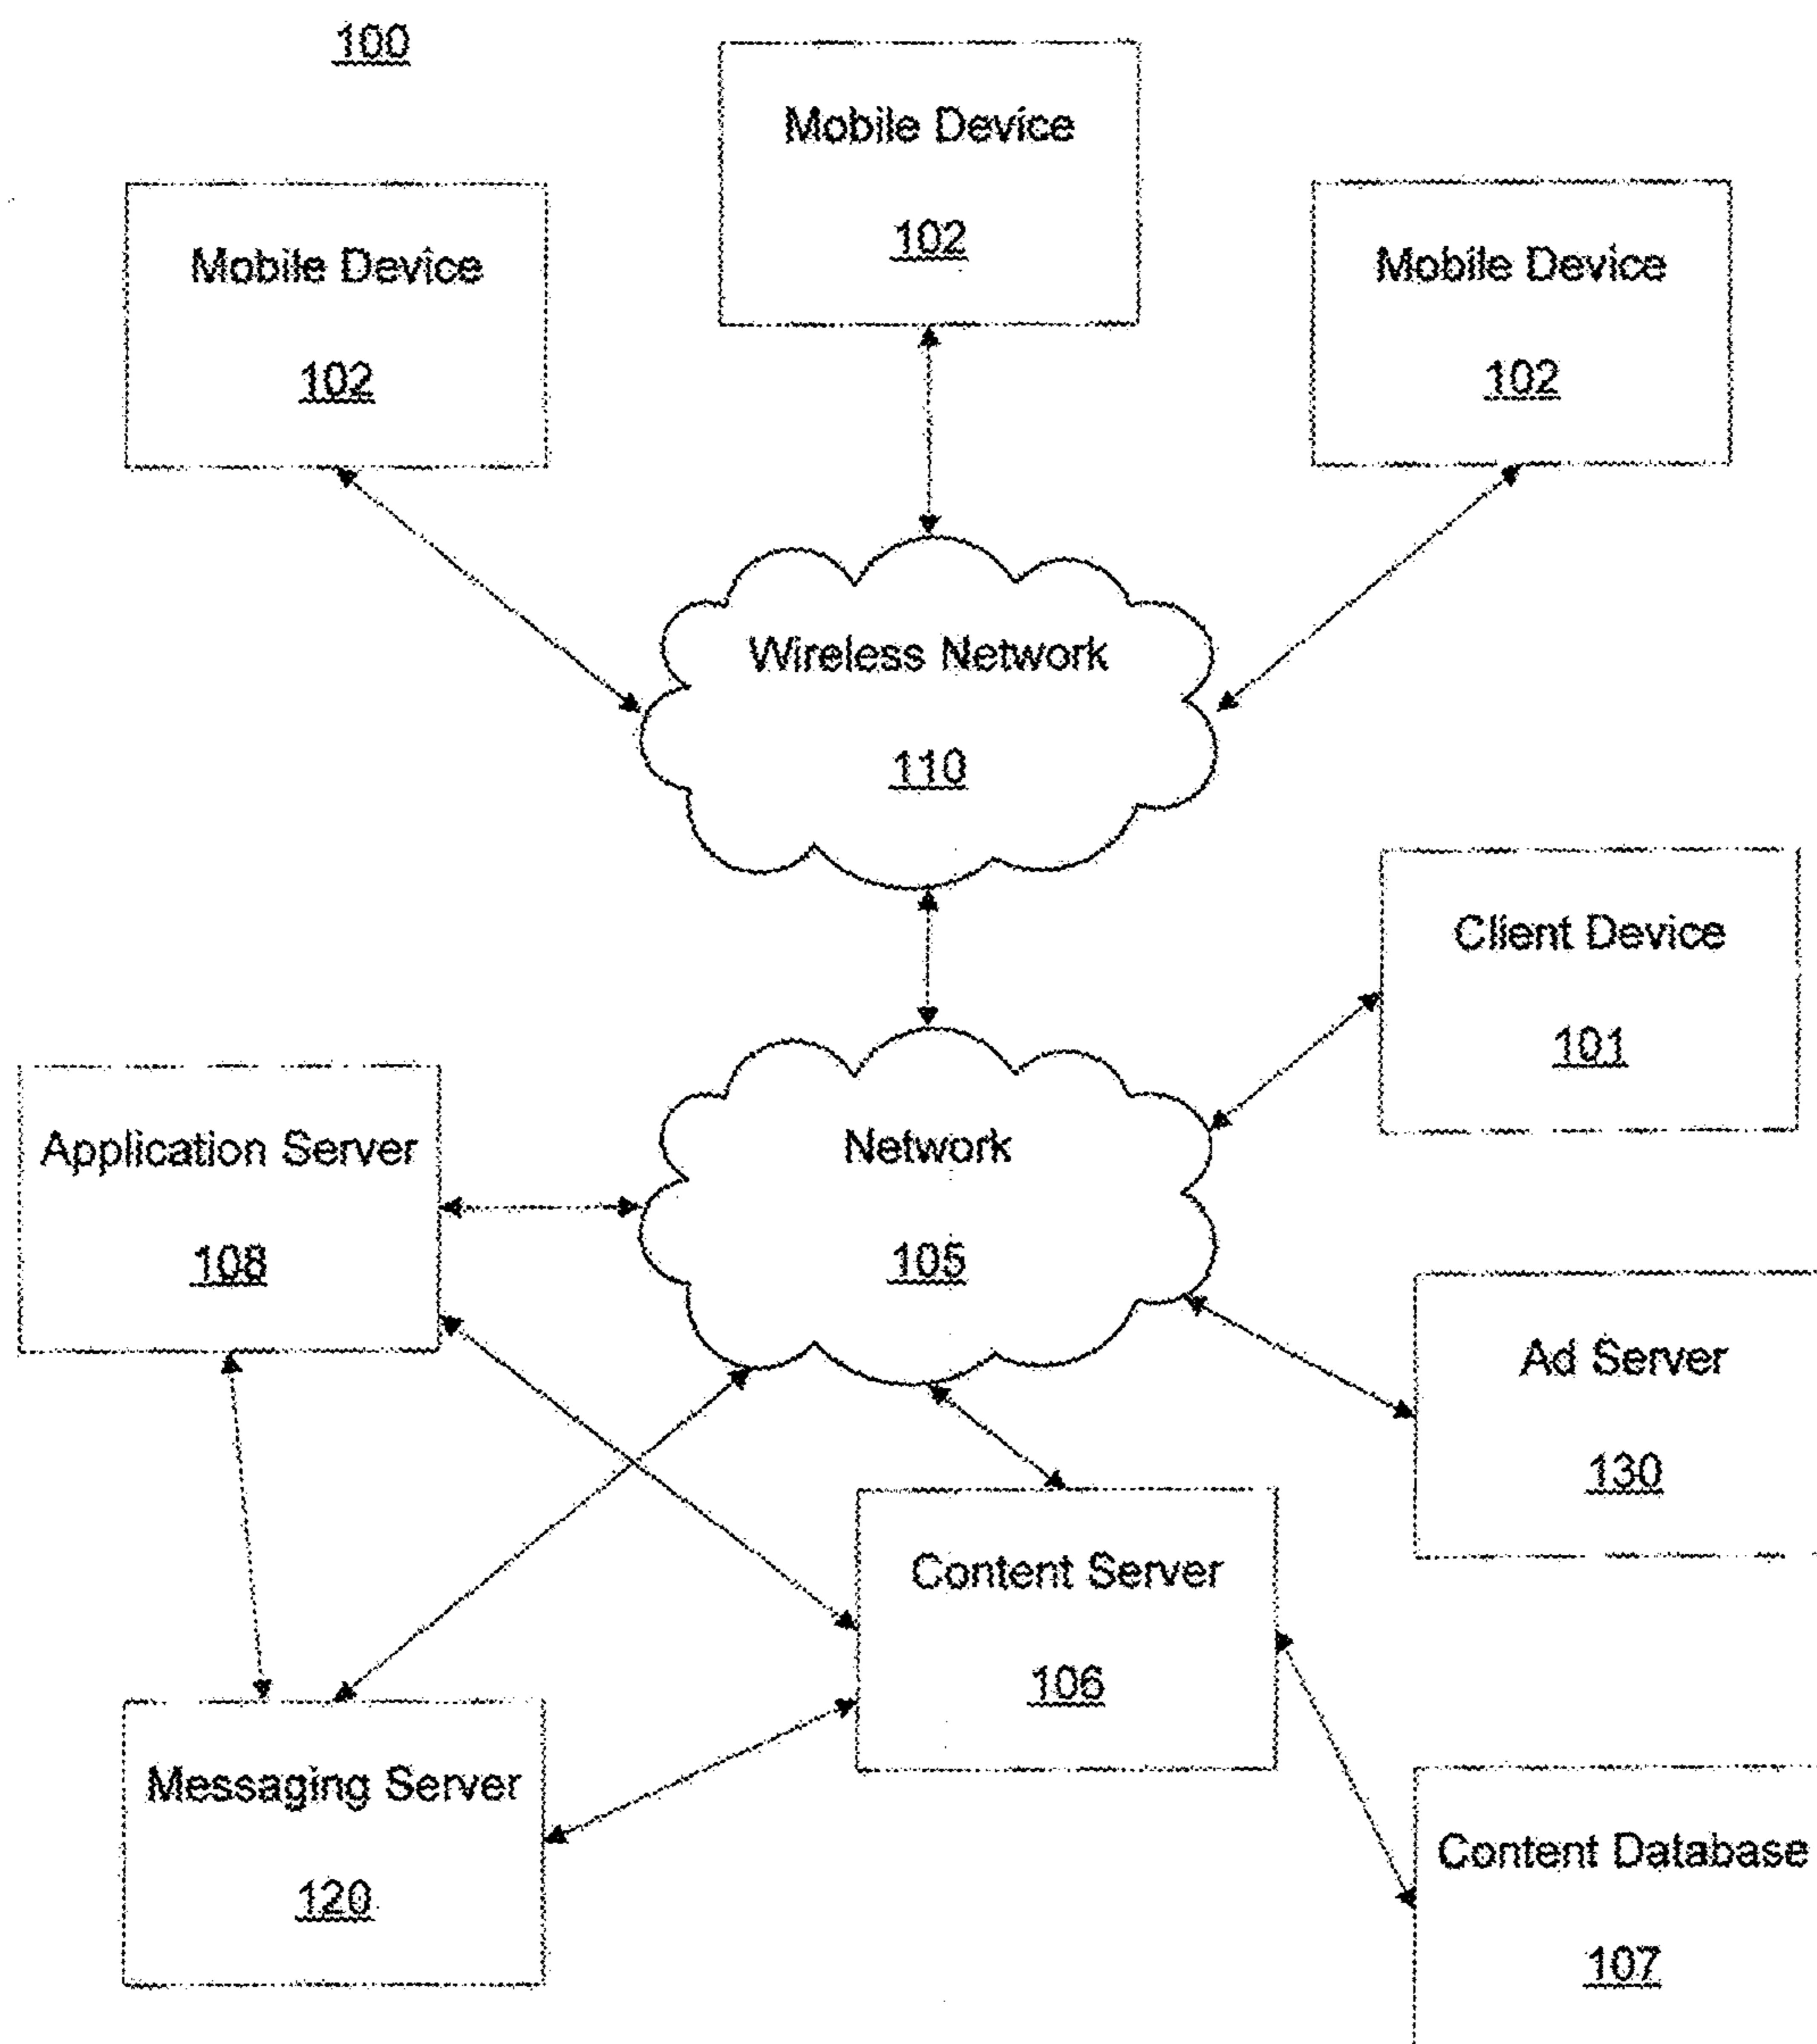 100
Mobile Device
102
Mobile Device
102
Mobile Device
102
Wireless Network
110
Client Device
101
Application Server
108
Network
105
Ad Server
130
Content Server
106
Messaging Server
120
Content Database
107